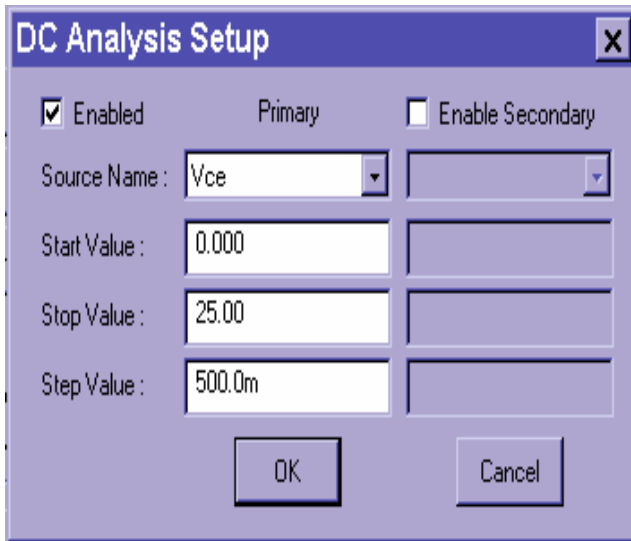 DC Analysis Setup
Enabled Primary Enable Secondary
Source Name : Vce
Start Value : 0.000
Stop Value : 25.00
Step Value : 500.0m
OK Cancel